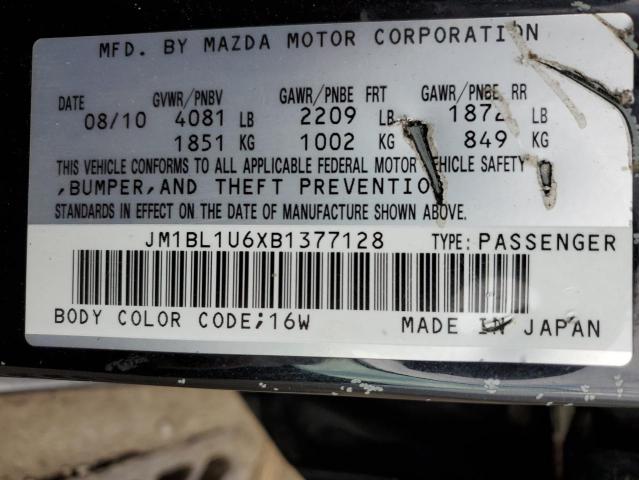 MFD. BY MAZDA MOTOR CORPORATION
DATE GVWR/PNBV GAWR/PNBE FRT GAWR/PNBE RR
08/10 4081 LB 2209 LB 1872 LB
1851 KG 1002 KG 849 KG
THIS VEHICLE CONFORMS TO ALL APPLICABLE FEDERAL MOTOR VEHICLE SAFETY
,BUMPER,AND THEFT PREVENTION
STANDARDS IN EFFECT ON THE DATE OF MANUFACTURE SHOWN ABOVE.
JM1BL1U6XB1377128 TYPE: PASSENGER
BODY COLOR CODE;16W MADE IN JAPAN